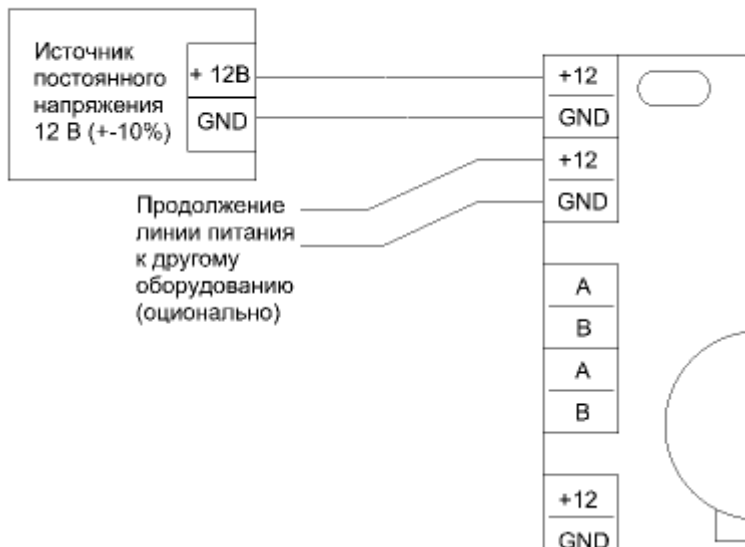 Источник
постоянного
напряжения
12 В (+-10%)
+ 12В
GND
+12
GND
+12
GND
Продолжение
линии питания
к другому
оборудованию
(оционально)
A
B
A
B
+12
GND